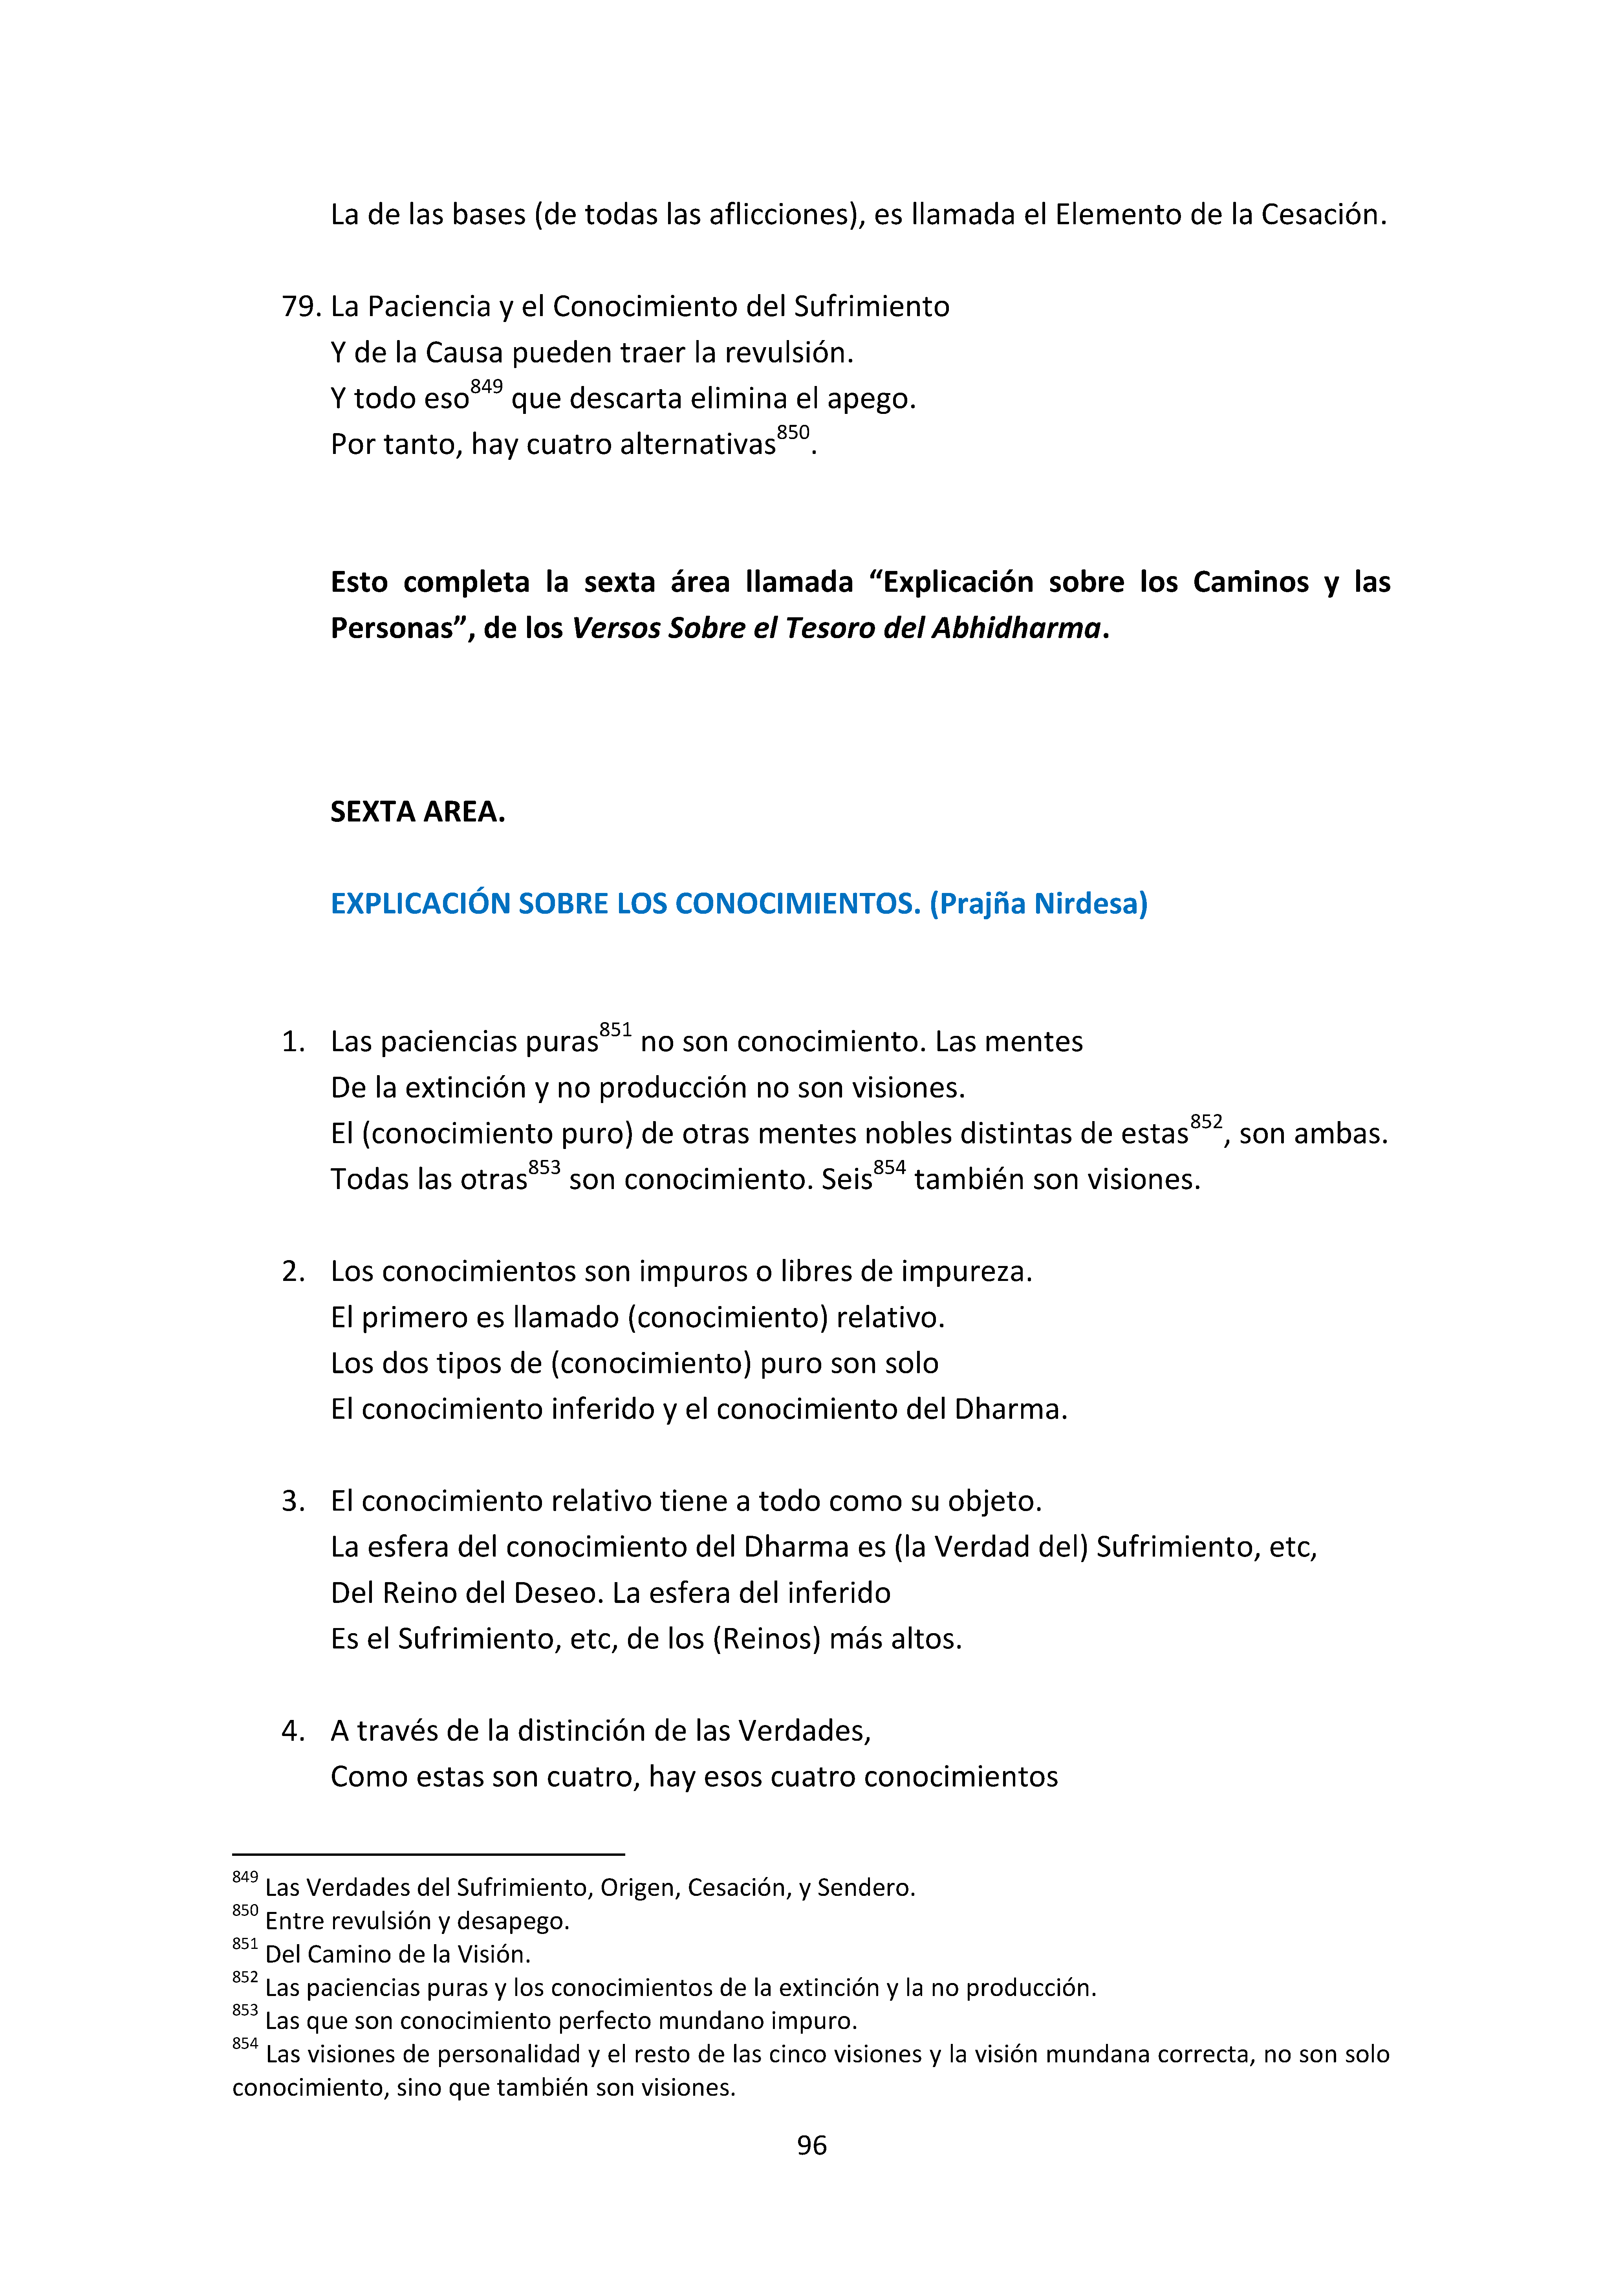 La de las bases (de todas las aflicciones), es llamada el Elemento de la Cesación.
79. La Paciencia y el Conocimiento del Sufrimiento
Y de la Causa pueden traer la revulsión.
Y todo eso849 que descarta elimina el apego.
Por tanto, hay cuatro alternativas850.
Esto completa la sexta área llamada “Explicación sobre los Caminos y las
Personas”, de los Versos Sobre el Tesoro del Abhidharma.
SEXTA AREA.
EXPLICACIÓN SOBRE LOS CONOCIMIENTOS. (Prajña Nirdesa)
1. Las paciencias puras851 no son conocimiento. Las mentes
De la extinción y no producción no son visiones.
El (conocimiento puro) de otras mentes nobles distintas de estas852, son ambas.
Todas las otras853 son conocimiento. Seis854 también son visiones.
2. Los conocimientos son impuros o libres de impureza.
El primero es llamado (conocimiento) relativo.
Los dos tipos de (conocimiento) puro son solo
El conocimiento inferido y el conocimiento del Dharma.
3. El conocimiento relativo tiene a todo como su objeto.
La esfera del conocimiento del Dharma es (la Verdad del) Sufrimiento, etc,
Del Reino del Deseo. La esfera del inferido
Es el Sufrimiento, etc, de los (Reinos) más altos.
4. A través de la distinción de las Verdades,
Como estas son cuatro, hay esos cuatro conocimientos
849 Las Verdades del Sufrimiento, Origen, Cesación, y Sendero.
850 Entre revulsión y desapego.
851 Del Camino de la Visión.
852 Las paciencias puras y los conocimientos de la extinción y la no producción.
853 Las que son conocimiento perfecto mundano impuro.
854 Las visiones de personalidad y el resto de las cinco visiones y la visión mundana correcta, no son solo
conocimiento, sino que también son visiones.
96